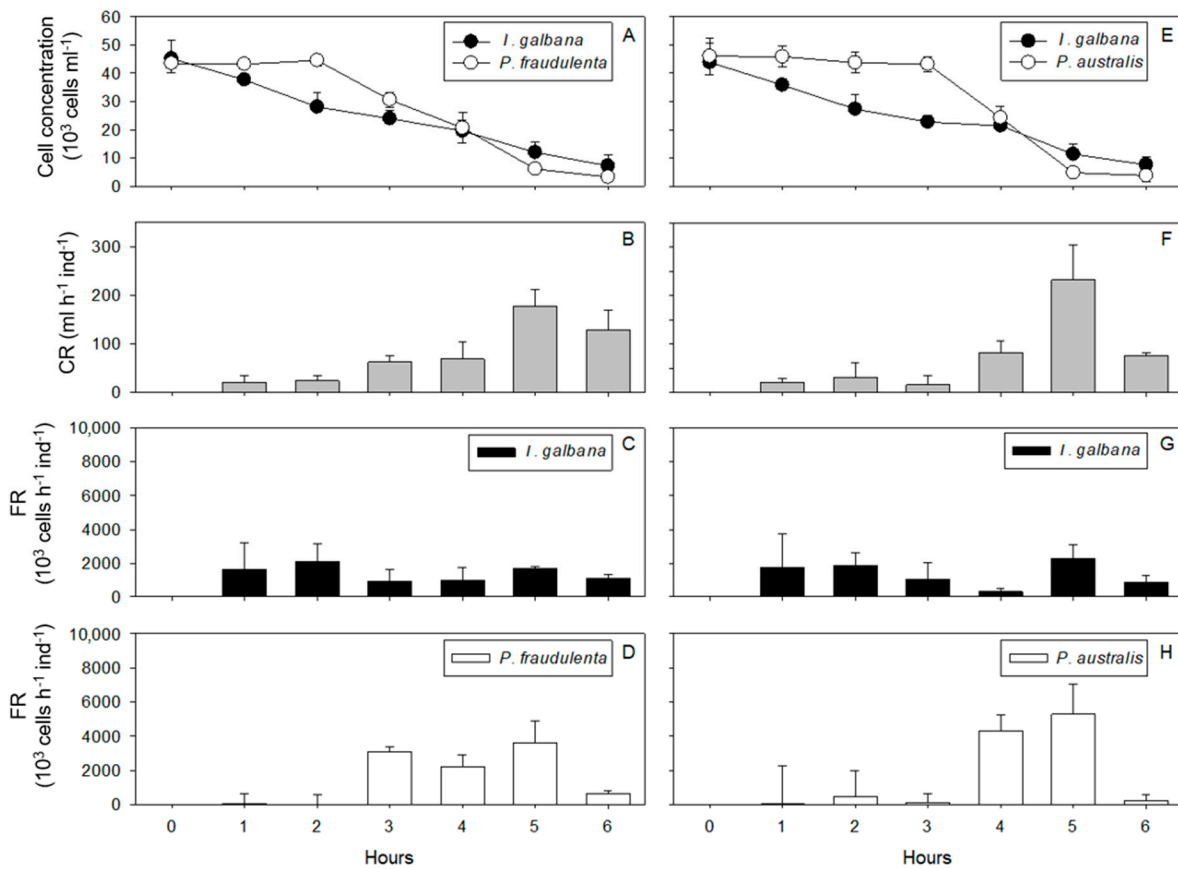 Cell concentration
(10³ cells ml⁻¹)
60
50
40
30
20
10
0
I. galbana
P. fraudulenta
A
I. galbana
P. australis
E
CR (ml h⁻¹ ind⁻¹)
300
200
100
0
B
F
FR
(10³ cells h⁻¹ ind⁻¹)
10,000
8000
6000
4000
2000
0
I. galbana
C
I. galbana
G
FR
(10³ cells h⁻¹ ind⁻¹)
10,000
8000
6000
4000
2000
0
P. fraudulenta
D
P. australis
H
0 1 2 3 4 5 6
Hours
0 1 2 3 4 5 6
Hours